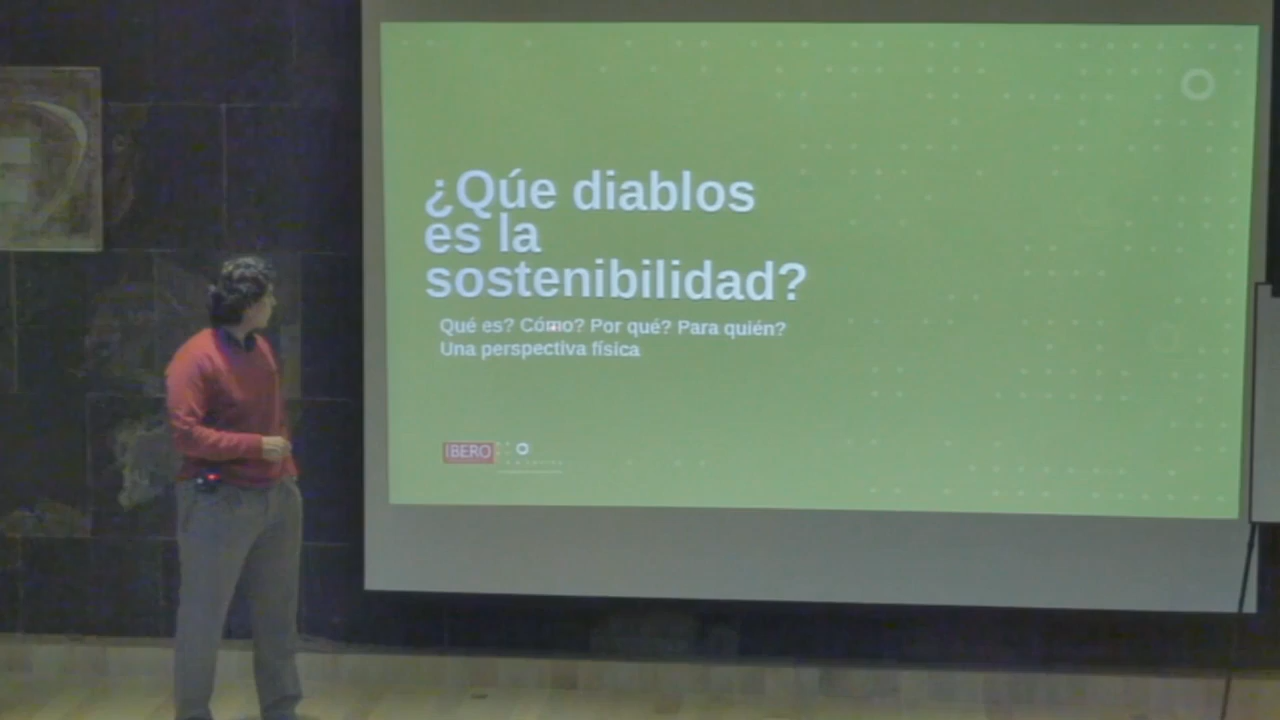 ¿Qúe diablos
es la
sostenibilidad?
Qué es? Cómo? Por qué? Para quién?
Una perspectiva física
IBERO